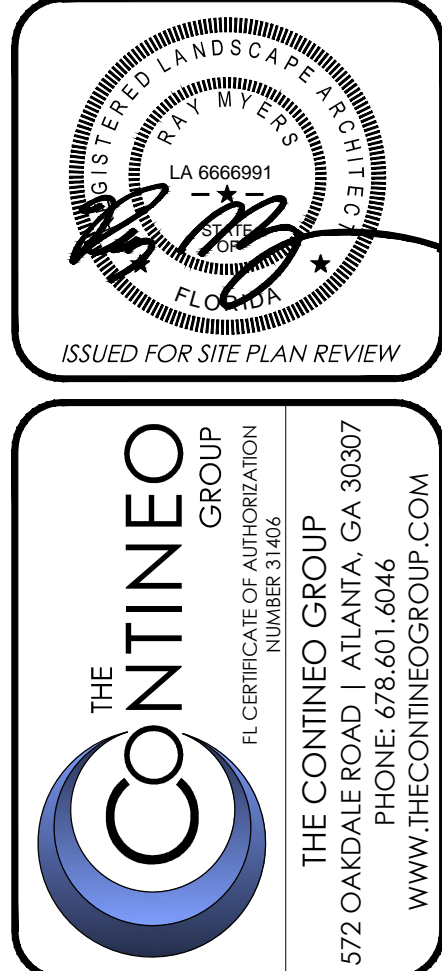 REGISTERED LANDSCAPE ARCHITECT
RAY MYERS
LA 6666991
STATE
OF
FLORIDA
ISSUED FOR SITE PLAN REVIEW
THE
CONTINEO
GROUP
FL CERTIFICATE OF AUTHORIZATION
NUMBER 31406
THE CONTINEO GROUP
572 OAKDALE ROAD | ATLANTA, GA 30307
PHONE: 678.601.6046
WWW.THECONTINEOGROUP.COM